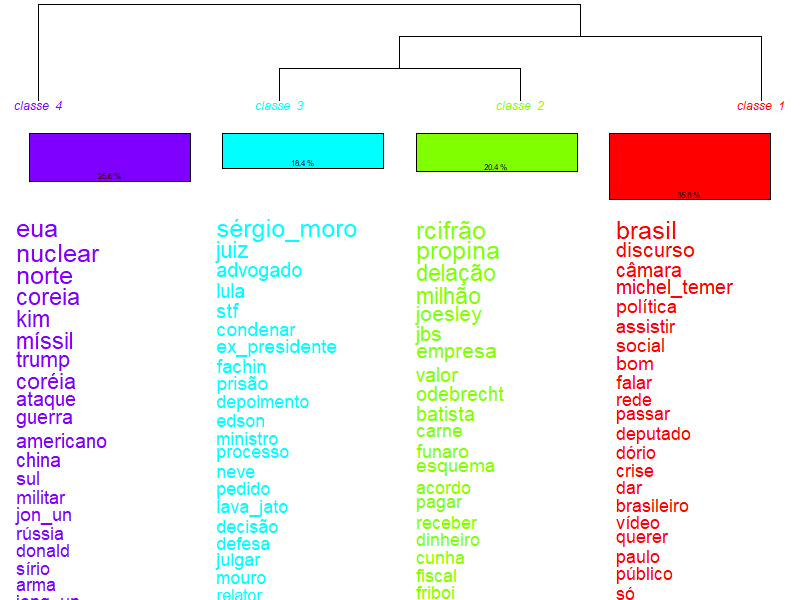 classe 4
classe 3
classe 2
classe 1
25.6 %
18.4 %
20.4 %
35.6 %
eua
nuclear
norte
coreia
kim
míssil
trump
coréia
ataque
guerra
americano
china
sul
militar
jon_un
rússia
donald
sírio
arma
jong_un
sérgio_moro
juiz
advogado
lula
stf
condenar
ex_presidente
fachin
prisão
depoimento
edson
ministro
processo
neve
pedido
lava_jato
decisão
defesa
julgar
mouro
relator
rcifrão
propina
delação
milhão
joesley
jbs
empresa
valor
odebrecht
batista
carne
funaro
esquema
acordo
pagar
receber
dinheiro
cunha
fiscal
friboi
brasil
discurso
câmara
michel_temer
política
assistir
social
bom
falar
rede
passar
deputado
dório
crise
dar
brasileiro
vídeo
querer
paulo
público
só